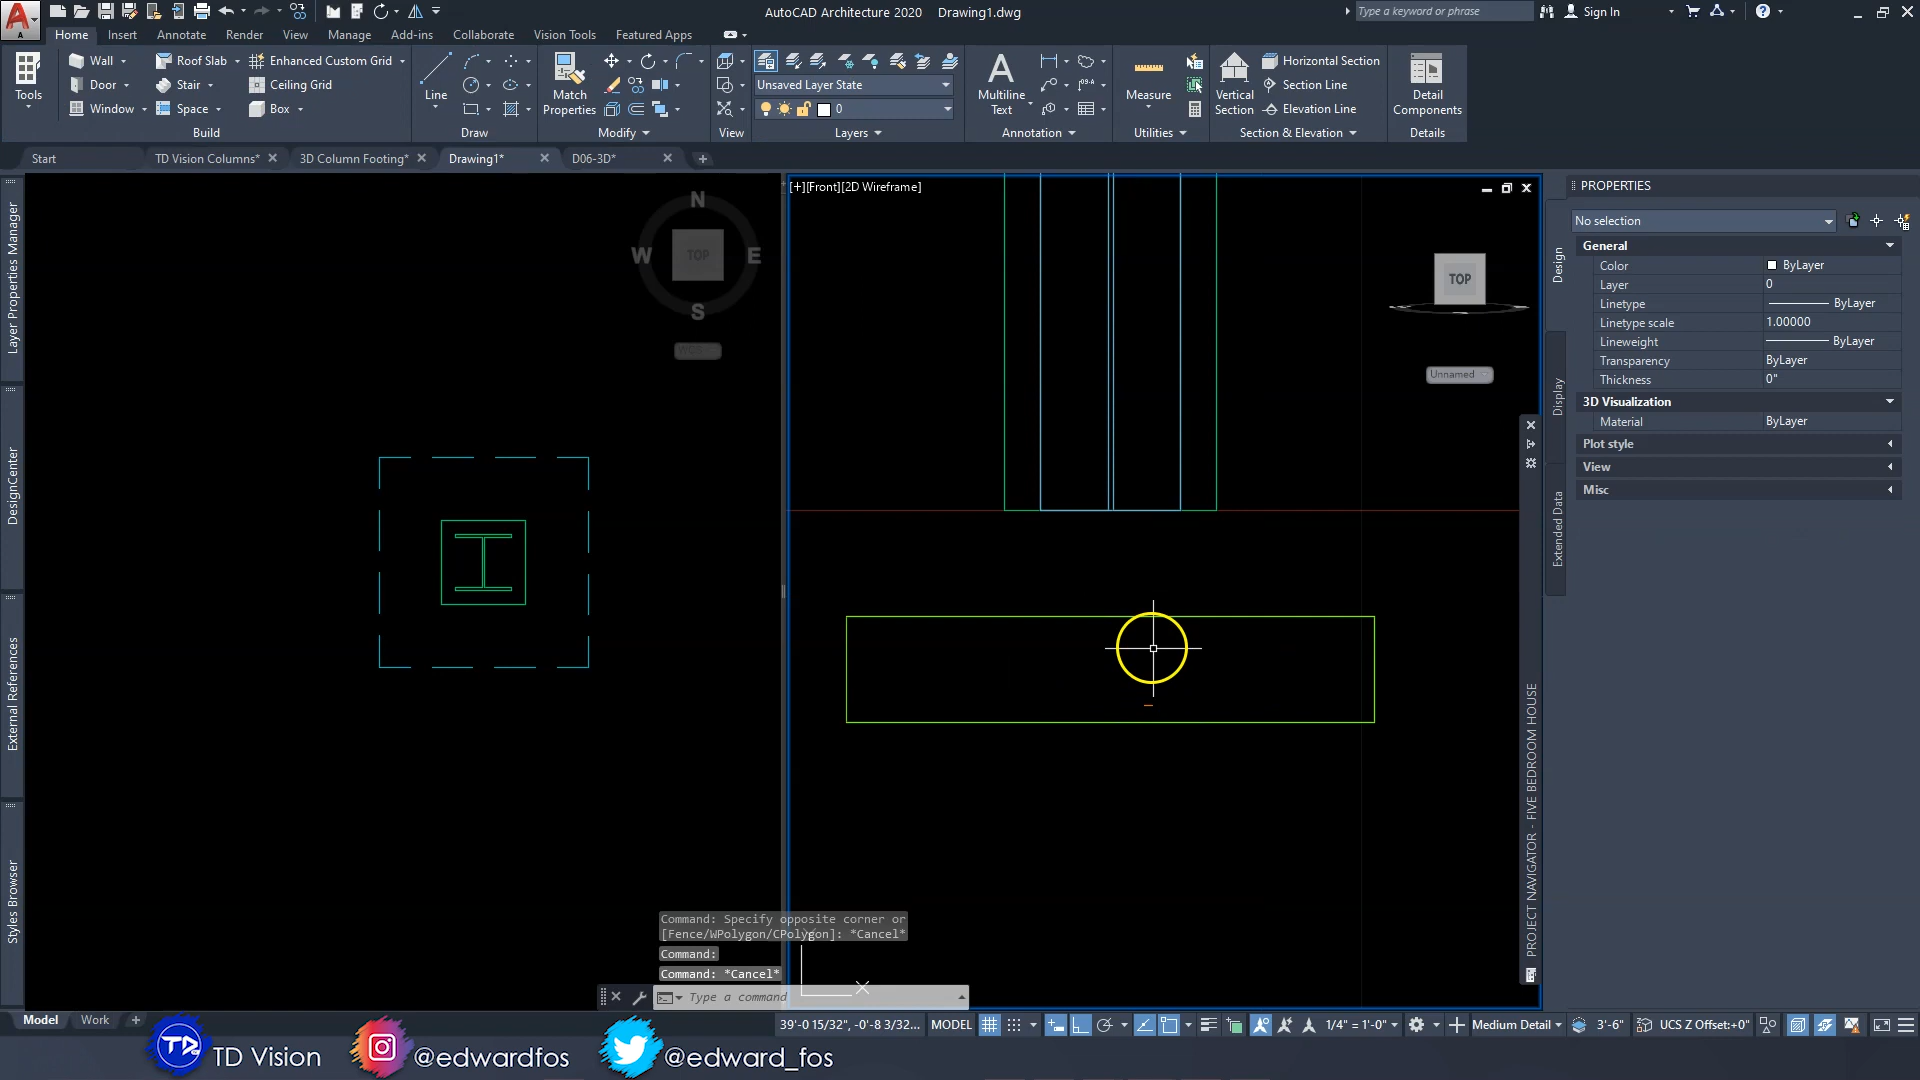 AutoCAD Architecture 2020 Drawing1.dwg
Type a keyword or phrase
Sign In
Home Insert Annotate Render View Manage Add-ins Collaborate Vision Tools Featured Apps
Tools
Wall
Door
Window
Roof Slab
Stair
Space
Enhanced Custom Grid
Ceiling Grid
Box
Build
Line
Draw
Match
Properties
Modify
View
Unsaved Layer State
0
Layers
A
Multiline
Text
Annotation
Measure
Utilities
Vertical
Section
Horizontal Section
Section Line
Elevation Line
Section & Elevation
Detail
Components
Details
Start
TD Vision Columns*
3D Column Footing*
Drawing1*
D06-3D*
Layer Properties Manager
DesignCenter
External References
Styles Browser
N
W
TOP
E
S
WCS
[+][Front][2D Wireframe]
TOP
Unnamed
PROJECT NAVIGATOR - FIVE BEDROOM HOUSE
PROPERTIES
No selection
Design
Display
Extended Data
General
Color ByLayer
Layer 0
Linetype ByLayer
Linetype scale 1.00000
Lineweight ByLayer
Transparency ByLayer
Thickness 0"
3D Visualization
Material ByLayer
Plot style
View
Misc
Command: Specify opposite corner or
[Fence/WPolygon/CPolygon]: *Cancel*
Command:
Command: *Cancel*
Type a command
Model Work
39'-0 15/32", -0'-8 3/32... MODEL 1/4" = 1'-0" Medium Detail 3'-6" UCS Z Offset:+0"
TD Vision @edwardfos @edward_fos